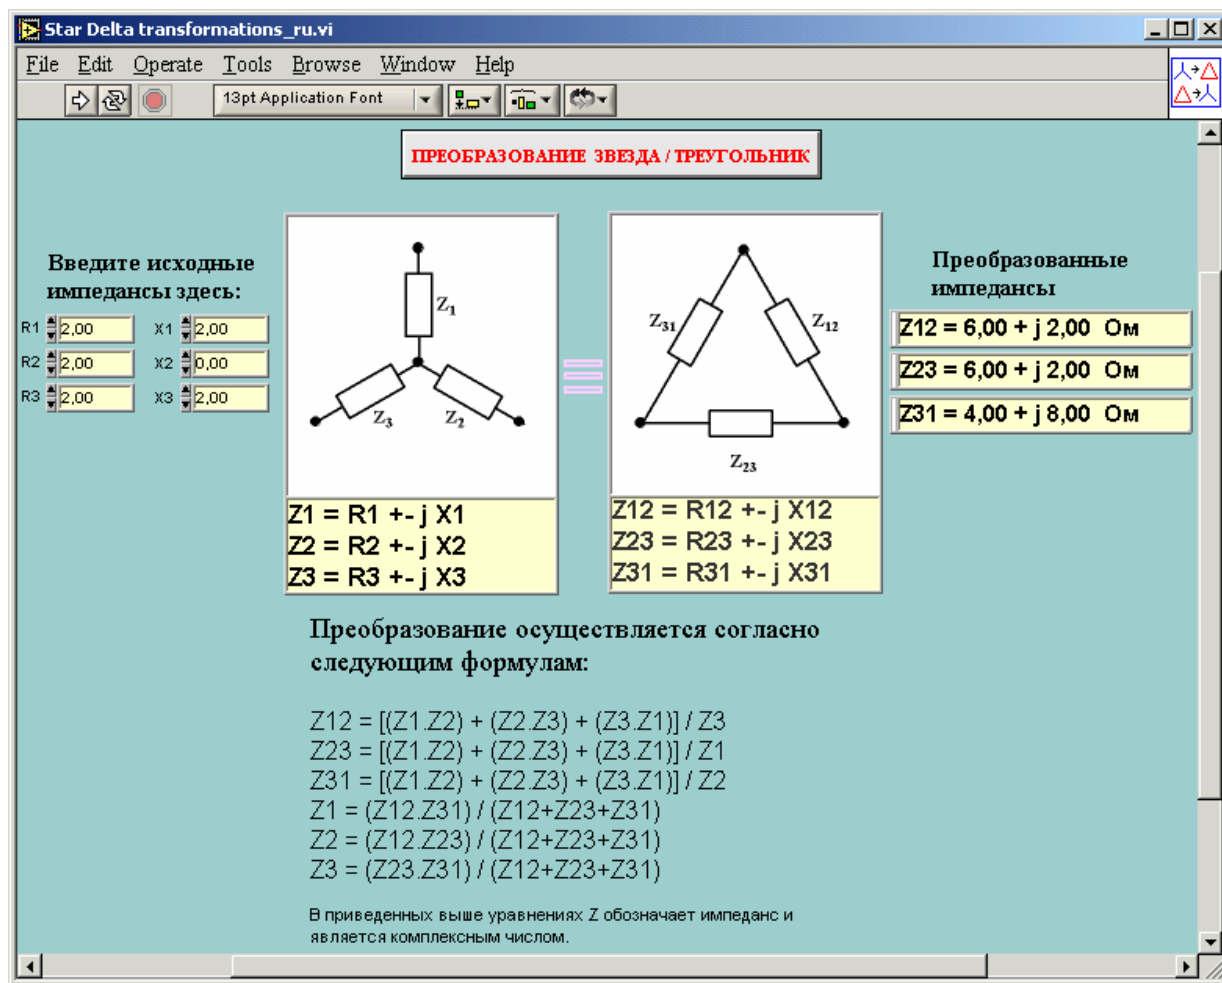 Star Delta transformations_ru.vi
File Edit Operate Tools Browse Window Help
13pt Application Font
ПРЕОБРАЗОВАНИЕ ЗВЕЗДА / ТРЕУГОЛЬНИК
Введите исходные
импедансы здесь:
R1 2,00 X1 2,00
R2 2,00 X2 0,00
R3 2,00 X3 2,00
Z1
Z3 Z2
Z1 = R1 +- j X1
Z2 = R2 +- j X2
Z3 = R3 +- j X3
Z31 Z12
Z23
Z12 = R12 +- j X12
Z23 = R23 +- j X23
Z31 = R31 +- j X31
Преобразованные
импедансы
Z12 = 6,00 + j 2,00 Ом
Z23 = 6,00 + j 2,00 Ом
Z31 = 4,00 + j 8,00 Ом
Преобразование осуществляется согласно
следующим формулам:
Z12 = [(Z1.Z2) + (Z2.Z3) + (Z3.Z1)] / Z3
Z23 = [(Z1.Z2) + (Z2.Z3) + (Z3.Z1)] / Z1
Z31 = [(Z1.Z2) + (Z2.Z3) + (Z3.Z1)] / Z2
Z1 = (Z12.Z31) / (Z12+Z23+Z31)
Z2 = (Z12.Z23) / (Z12+Z23+Z31)
Z3 = (Z23.Z31) / (Z12+Z23+Z31)
В приведенных выше уравнениях Z обозначает импеданс и
является комплексным числом.